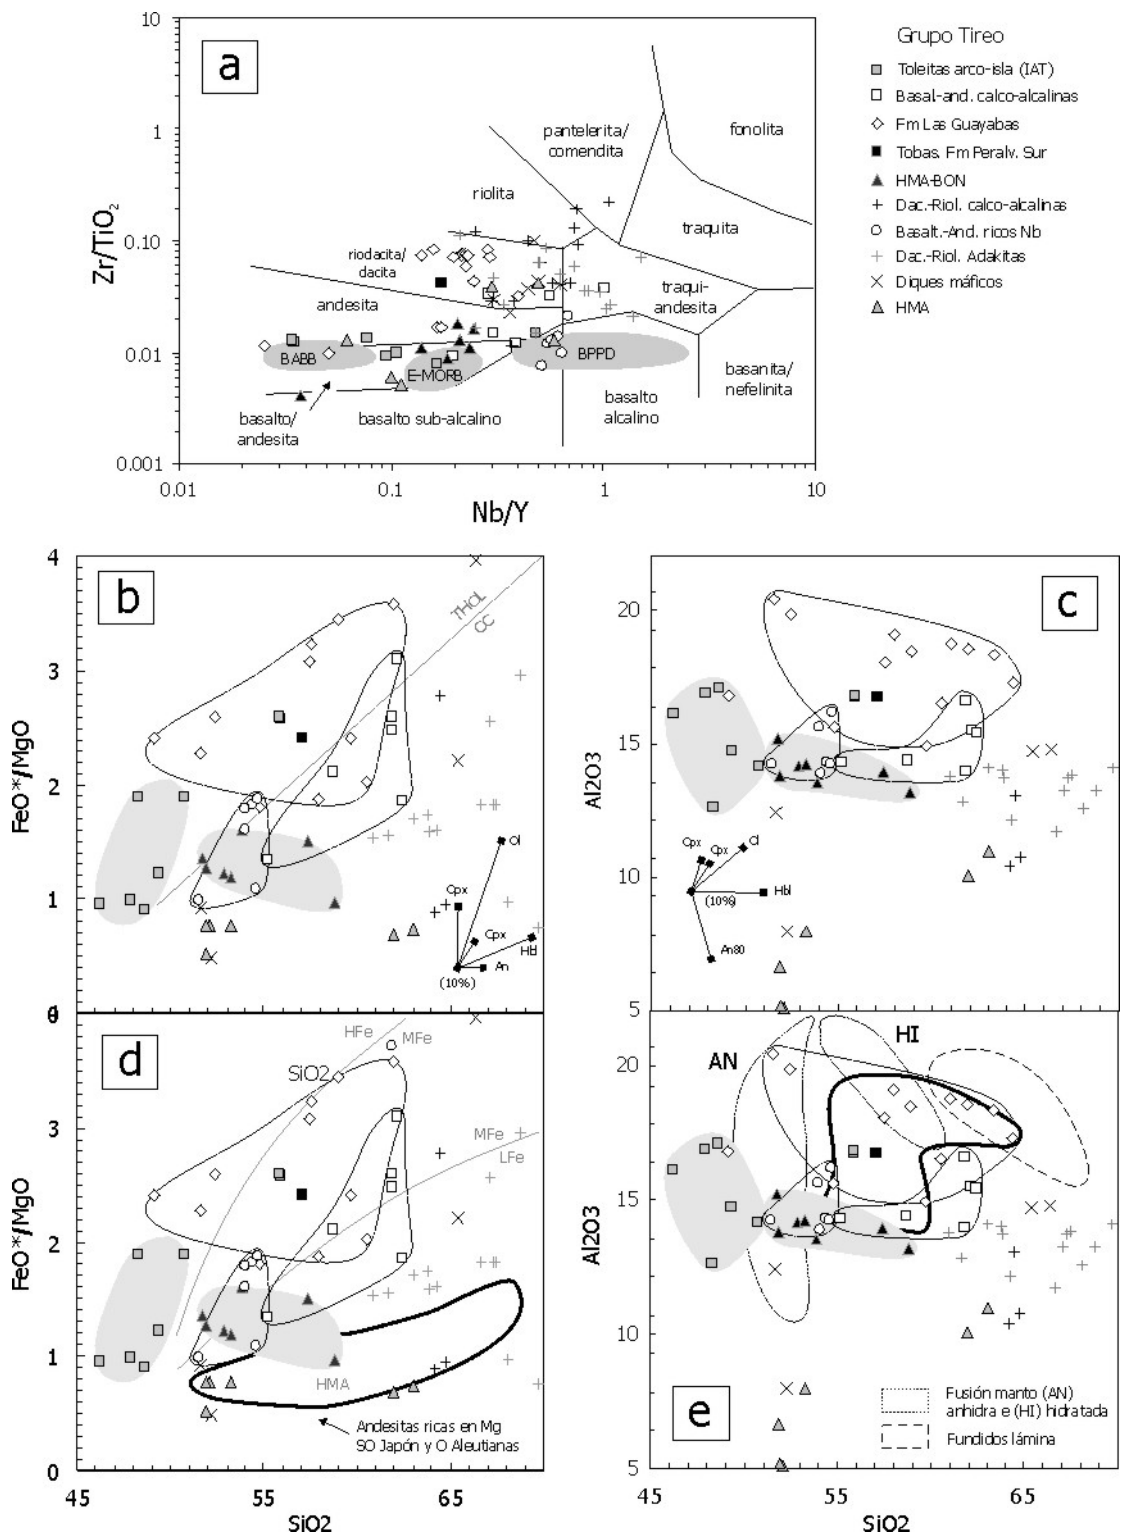 a
10
1
0.10
0.01
0.001
0.01
0.1
1
10
Zr/TiO2
Nb/Y
pantelerita/
comendita
fonolita
riolita
traquita
riodacita/
dacita
andesita
traqui-
andesita
BABB
E-MORB
BPPD
basanita/
nefelinita
basalto/
andesita
basalto sub-alcalino
basalto
alcalino
Grupo Tireo
Toleitas arco-isla (IAT)
Basal.-and. calco-alcalinas
Fm Las Guayabas
Tobas. Fm Peralv. Sur
HMA-BON
Dac.-Riol. calco-alcalinas
Basalt.-And. ricos Nb
Dac.-Riol. Adakitas
Diques máficos
HMA
b
4
3
2
1
FeO*/MgO
THOL
CC
Ol
Cpx
Cpx
Hbl
An
(10%)
c
20
15
10
5
Al2O3
Cpx
Cpx
Ol
Hbl
(10%)
An80
d
3
2
1
0
FeO*/MgO
SiO2
HFe
MFe
MFe
LFe
HMA
Andesitas ricas en Mg
SO Japón y O Aleutianas
45
55
65
SiO2
e
20
15
10
5
Al2O3
AN
HI
Fusión manto (AN)
anhidra e (HI) hidratada
Fundidos lámina
45
55
65
SiO2